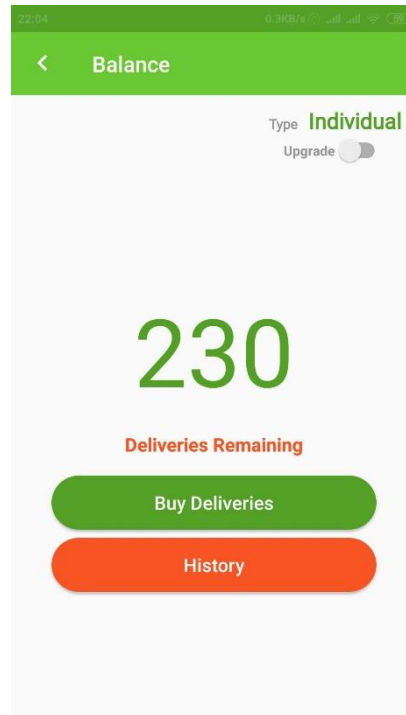 22:04 0.3KB/s
Balance
Type Individual
Upgrade
230
Deliveries Remaining
Buy Deliveries
History